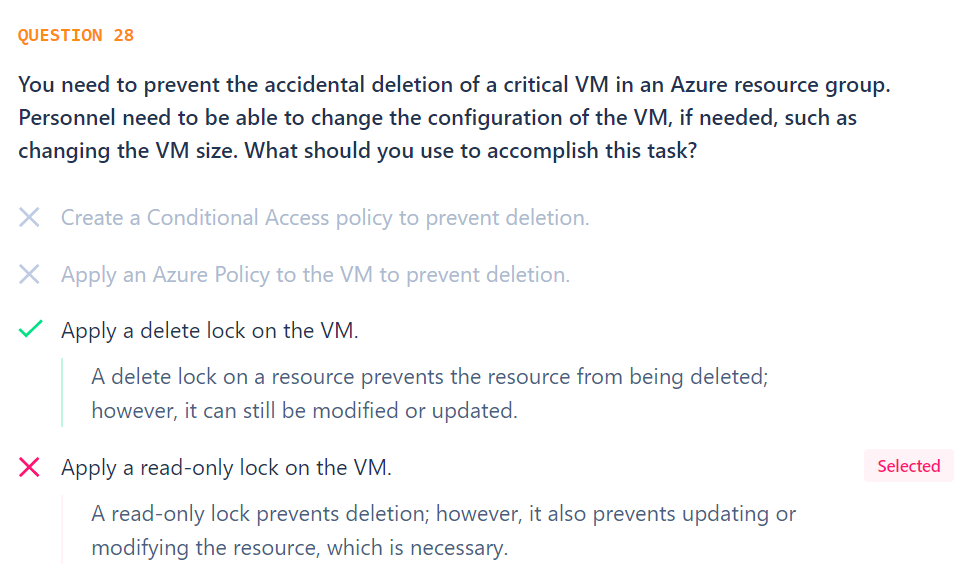 QUESTION 28
You need to prevent the accidental deletion of a critical VM in an Azure resource group.
Personnel need to be able to change the configuration of the VM, if needed, such as
changing the VM size. What should you use to accomplish this task?
Create a Conditional Access policy to prevent deletion.
Apply an Azure Policy to the VM to prevent deletion.
Apply a delete lock on the VM.
A delete lock on a resource prevents the resource from being deleted;
however, it can still be modified or updated.
Apply a read-only lock on the VM.
Selected
A read-only lock prevents deletion; however, it also prevents updating or
modifying the resource, which is necessary.